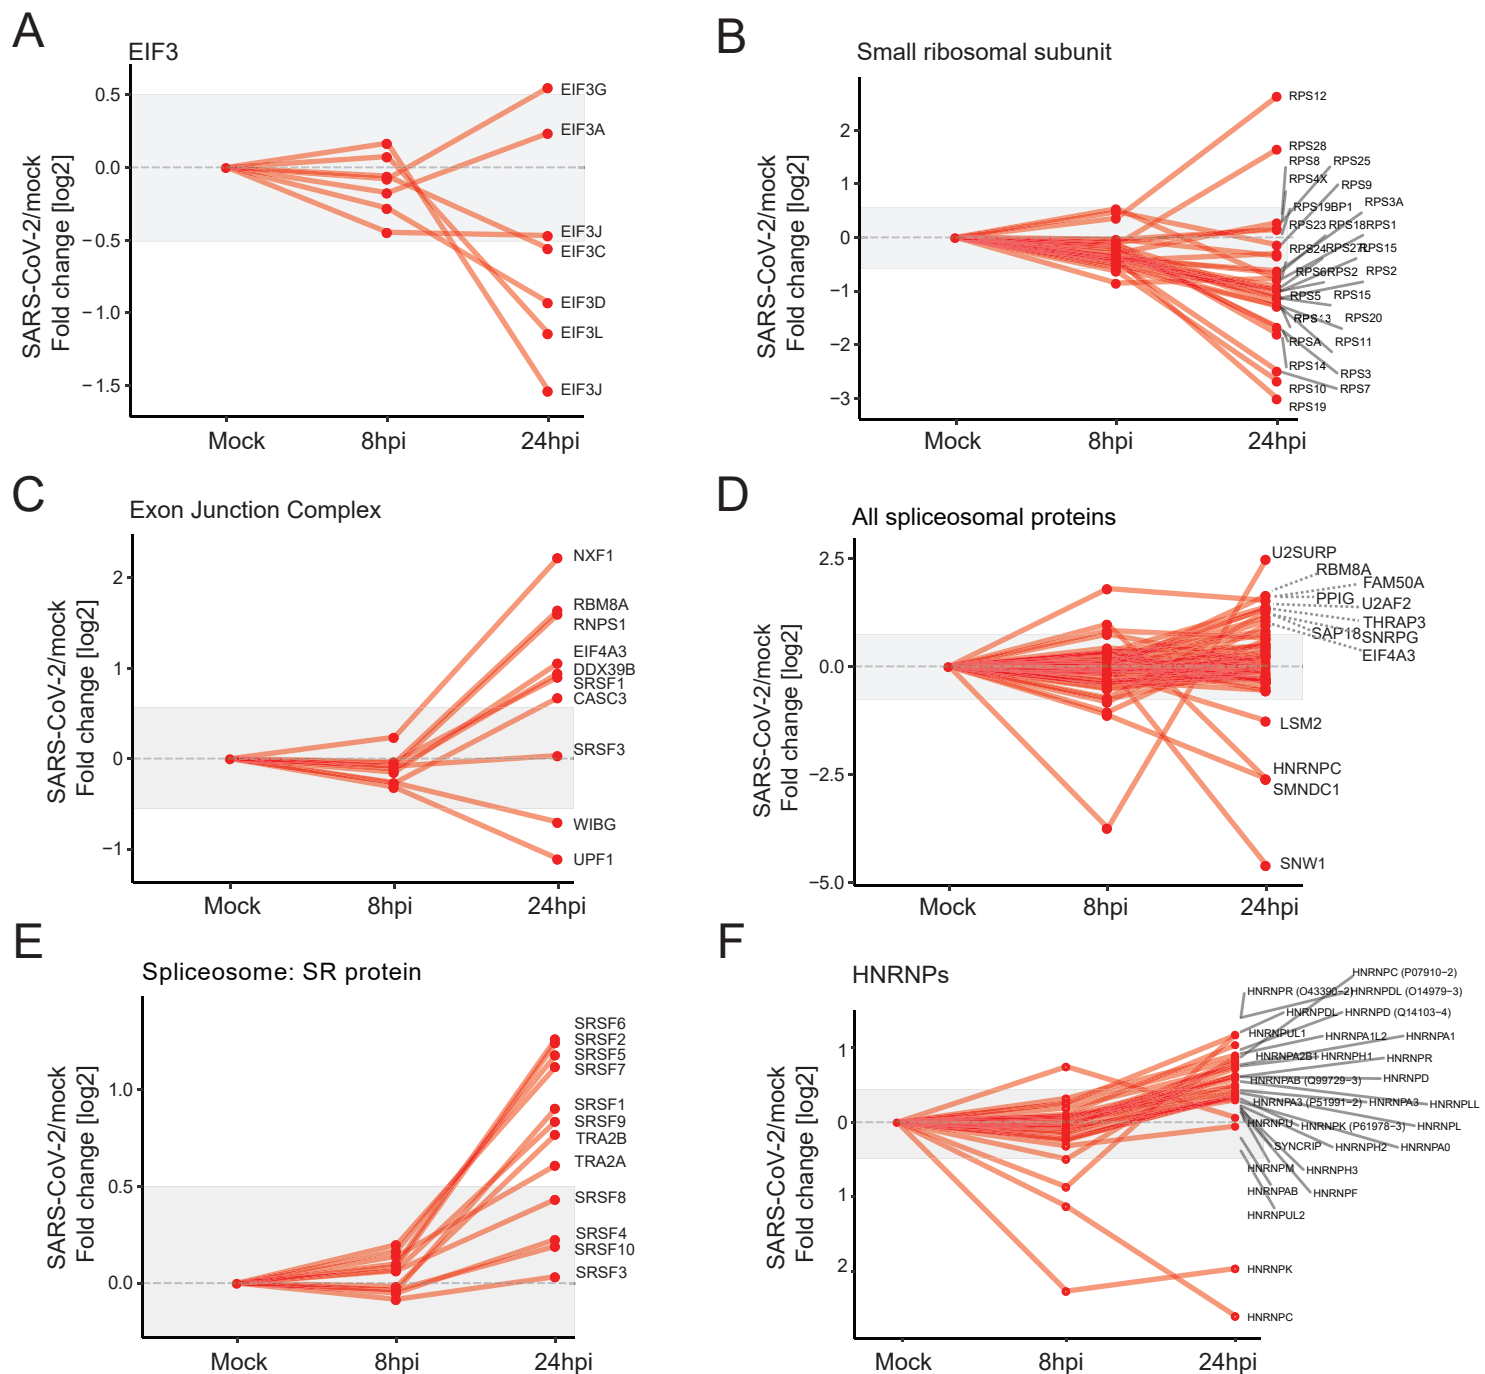 A
EIF3
SARS-CoV-2/mock
Fold change [log2]
0.5
0.0
−0.5
−1.0
−1.5
EIF3G
EIF3A
EIF3J
EIF3C
EIF3D
EIF3L
EIF3J
Mock 8hpi 24hpi
B
Small ribosomal subunit
SARS-CoV-2/mock
Fold change [log2]
2
1
0
−1
−2
−3
RPS12
RPS28
RPS8 RPS25
RPS4X RPS9
RPS19BP1 RPS3A
RPS23 RPS18 RPS1
RPS24 RPS27L RPS15
RPS6 RPS2 RPS2
RPS5 RPS15
RPS13 RPS20
RPSA RPS11
RPS14 RPS3
RPS10 RPS7
RPS19
Mock 8hpi 24hpi
C
Exon Junction Complex
SARS-CoV-2/mock
Fold change [log2]
2
1
0
−1
NXF1
RBM8A
RNPS1
EIF4A3
DDX39B
SRSF1
CASC3
SRSF3
WIBG
UPF1
Mock 8hpi 24hpi
D
All spliceosomal proteins
SARS-CoV-2/mock
Fold change [log2]
2.5
0.0
−2.5
−5.0
U2SURP
RBM8A
FAM50A
PPIG U2AF2
THRAP3
SAP18 SNRPG
EIF4A3
LSM2
HNRNPC
SMNDC1
SNW1
Mock 8hpi 24hpi
E
Spliceosome: SR protein
SARS-CoV-2/mock
Fold change [log2]
1.0
0.5
0.0
SRSF6
SRSF2
SRSF5
SRSF7
SRSF1
SRSF9
TRA2B
TRA2A
SRSF8
SRSF4
SRSF10
SRSF3
Mock 8hpi 24hpi
F
HNRNPs
SARS-CoV-2/mock
Fold change [log2]
1
0
1
2
HNRNPC (P07910−2)
HNRNPR (O43390−2) HNRNPDL (O14979−3)
HNRNPDL HNRNPD (Q14103−4)
HNRNPUL1 HNRNPA1L2 HNRNPA1
HNRNPA2B1 HNRNPH1 HNRNPR
HNRNPAB (Q99729−3) HNRNPD
HNRNPA3 (P51991−2) HNRNPA3 HNRNPLL
HNRNPU HNRNPK (P61978−3) HNRNPL
SYNCRIP HNRNPH2 HNRNPA0
HNRNPM HNRNPH3
HNRNPAB HNRNPF
HNRNPUL2
HNRNPK
HNRNPC
Mock 8hpi 24hpi